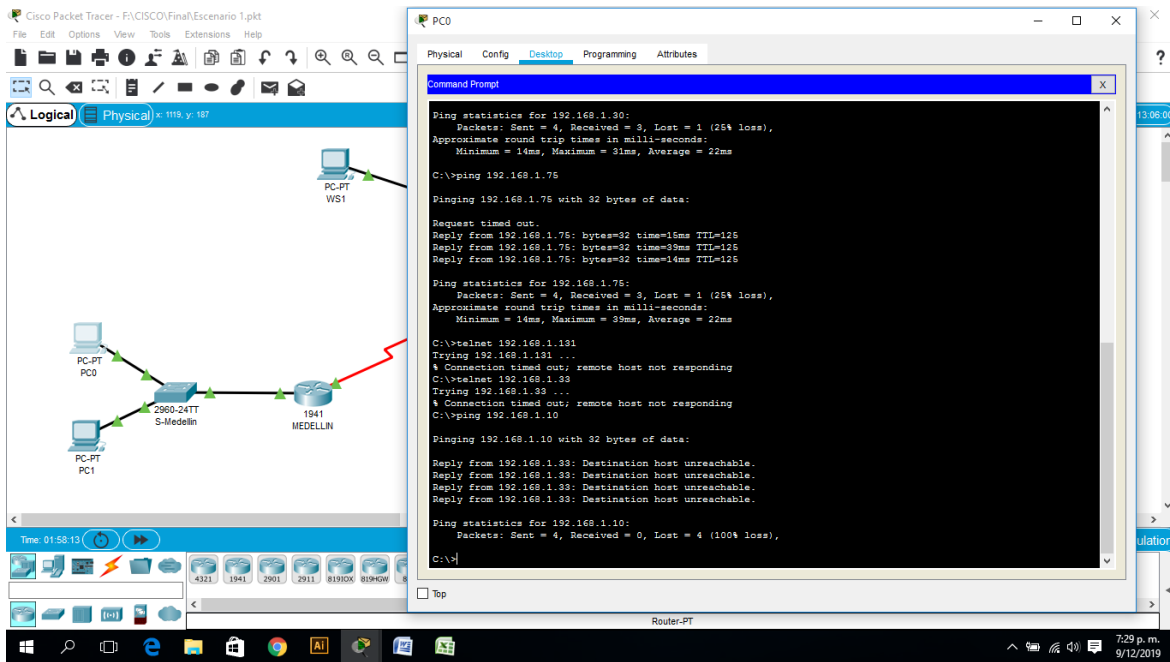 Cisco Packet Tracer - F:\CISCO\Final\Escenario 1.pkt
File Edit Options View Tools Extensions Help
Logical Physical x: 1119, y: 187
PC-PT
WS1
PC-PT
PC0
2960-24TT
S-Medellin
1941
MEDELLIN
PC-PT
PC1
Time: 01:58:13
4321 1941 2901 2911 819IOX 819HGW
PC0
Physical Config Desktop Programming Attributes
Command Prompt X
Ping statistics for 192.168.1.30:
Packets: Sent = 4, Received = 3, Lost = 1 (25% loss),
Approximate round trip times in milli-seconds:
Minimum = 14ms, Maximum = 31ms, Average = 22ms
C:\>ping 192.168.1.75
Pinging 192.168.1.75 with 32 bytes of data:
Request timed out.
Reply from 192.168.1.75: bytes=32 time=15ms TTL=125
Reply from 192.168.1.75: bytes=32 time=39ms TTL=125
Reply from 192.168.1.75: bytes=32 time=14ms TTL=125
Ping statistics for 192.168.1.75:
Packets: Sent = 4, Received = 3, Lost = 1 (25% loss),
Approximate round trip times in milli-seconds:
Minimum = 14ms, Maximum = 39ms, Average = 22ms
C:\>telnet 192.168.1.131
Trying 192.168.1.131 ...
% Connection timed out; remote host not responding
C:\>telnet 192.168.1.33
Trying 192.168.1.33 ...
% Connection timed out; remote host not responding
C:\>ping 192.168.1.10
Pinging 192.168.1.10 with 32 bytes of data:
Reply from 192.168.1.33: Destination host unreachable.
Reply from 192.168.1.33: Destination host unreachable.
Reply from 192.168.1.33: Destination host unreachable.
Reply from 192.168.1.33: Destination host unreachable.
Ping statistics for 192.168.1.10:
Packets: Sent = 4, Received = 0, Lost = 4 (100% loss),
C:\>
Top
?
13:06:00
ulation
Router-PT
Ai
7:29 p. m.
9/12/2019